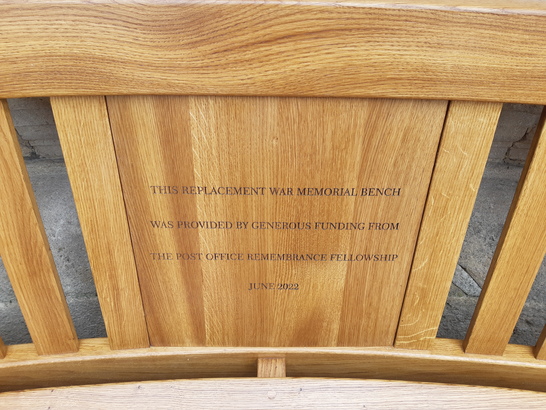 THIS REPLACEMENT WAR MEMORIAL BENCH
WAS PROVIDED BY GENEROUS FUNDING FROM
THE POST OFFICE REMEMBRANCE FELLOWSHIP
JUNE 2022